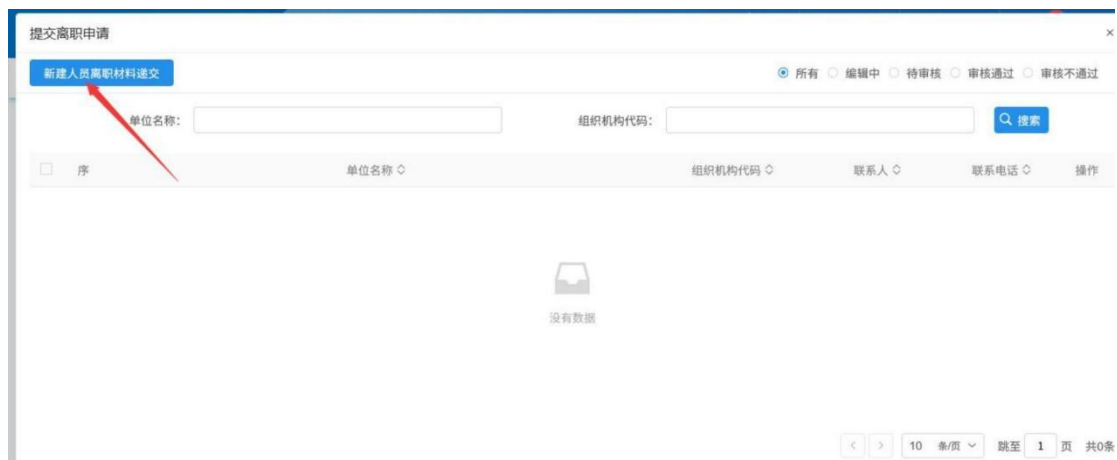 提交离职申请
新建人员离职材料递交 所有 编辑中 待审核 审核通过 审核不通过
单位名称: 组织机构代码: 搜索
序 单位名称 组织机构代码 联系人 联系电话 操作
没有数据
10 条/页 跳至 1 页 共0条